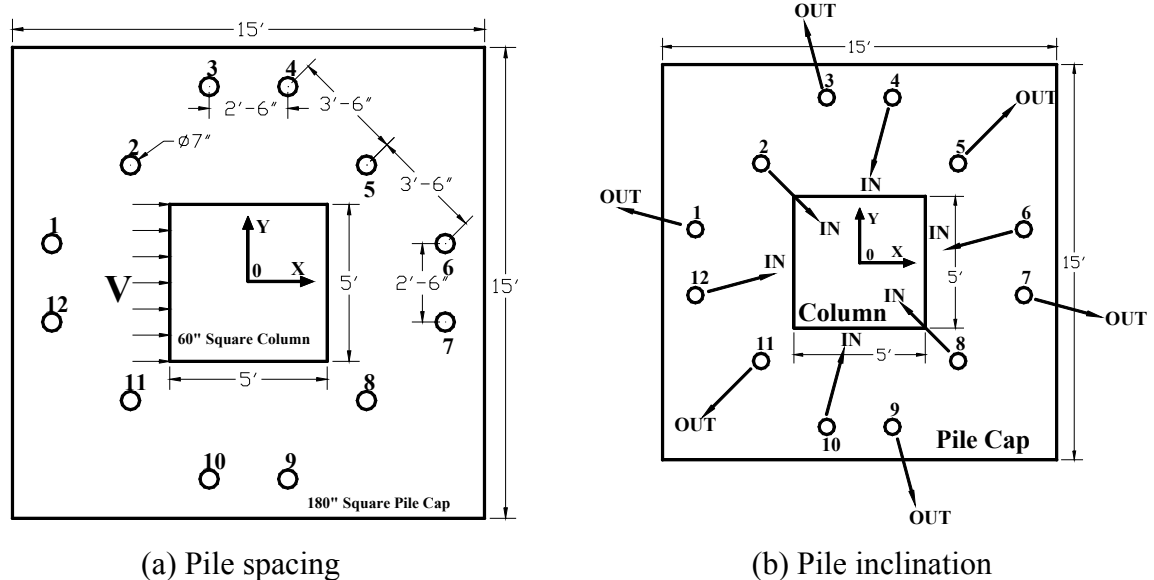 15′
3
4
2′-6″
3′-6″
2
Ø7″
5
3′-6″
1
Y
6
V
0
X
5′
2′-6″
15′
12
60" Square Column
7
5′
11
8
10
9
180" Square Pile Cap
(a) Pile spacing
OUT
15′
3
4
OUT
2
5
IN
OUT
1
Y
IN
6
IN
0
X
5′
15′
12
IN
IN
7
Column
OUT
11
IN
8
5′
OUT
10
9
Pile Cap
OUT
(b) Pile inclination